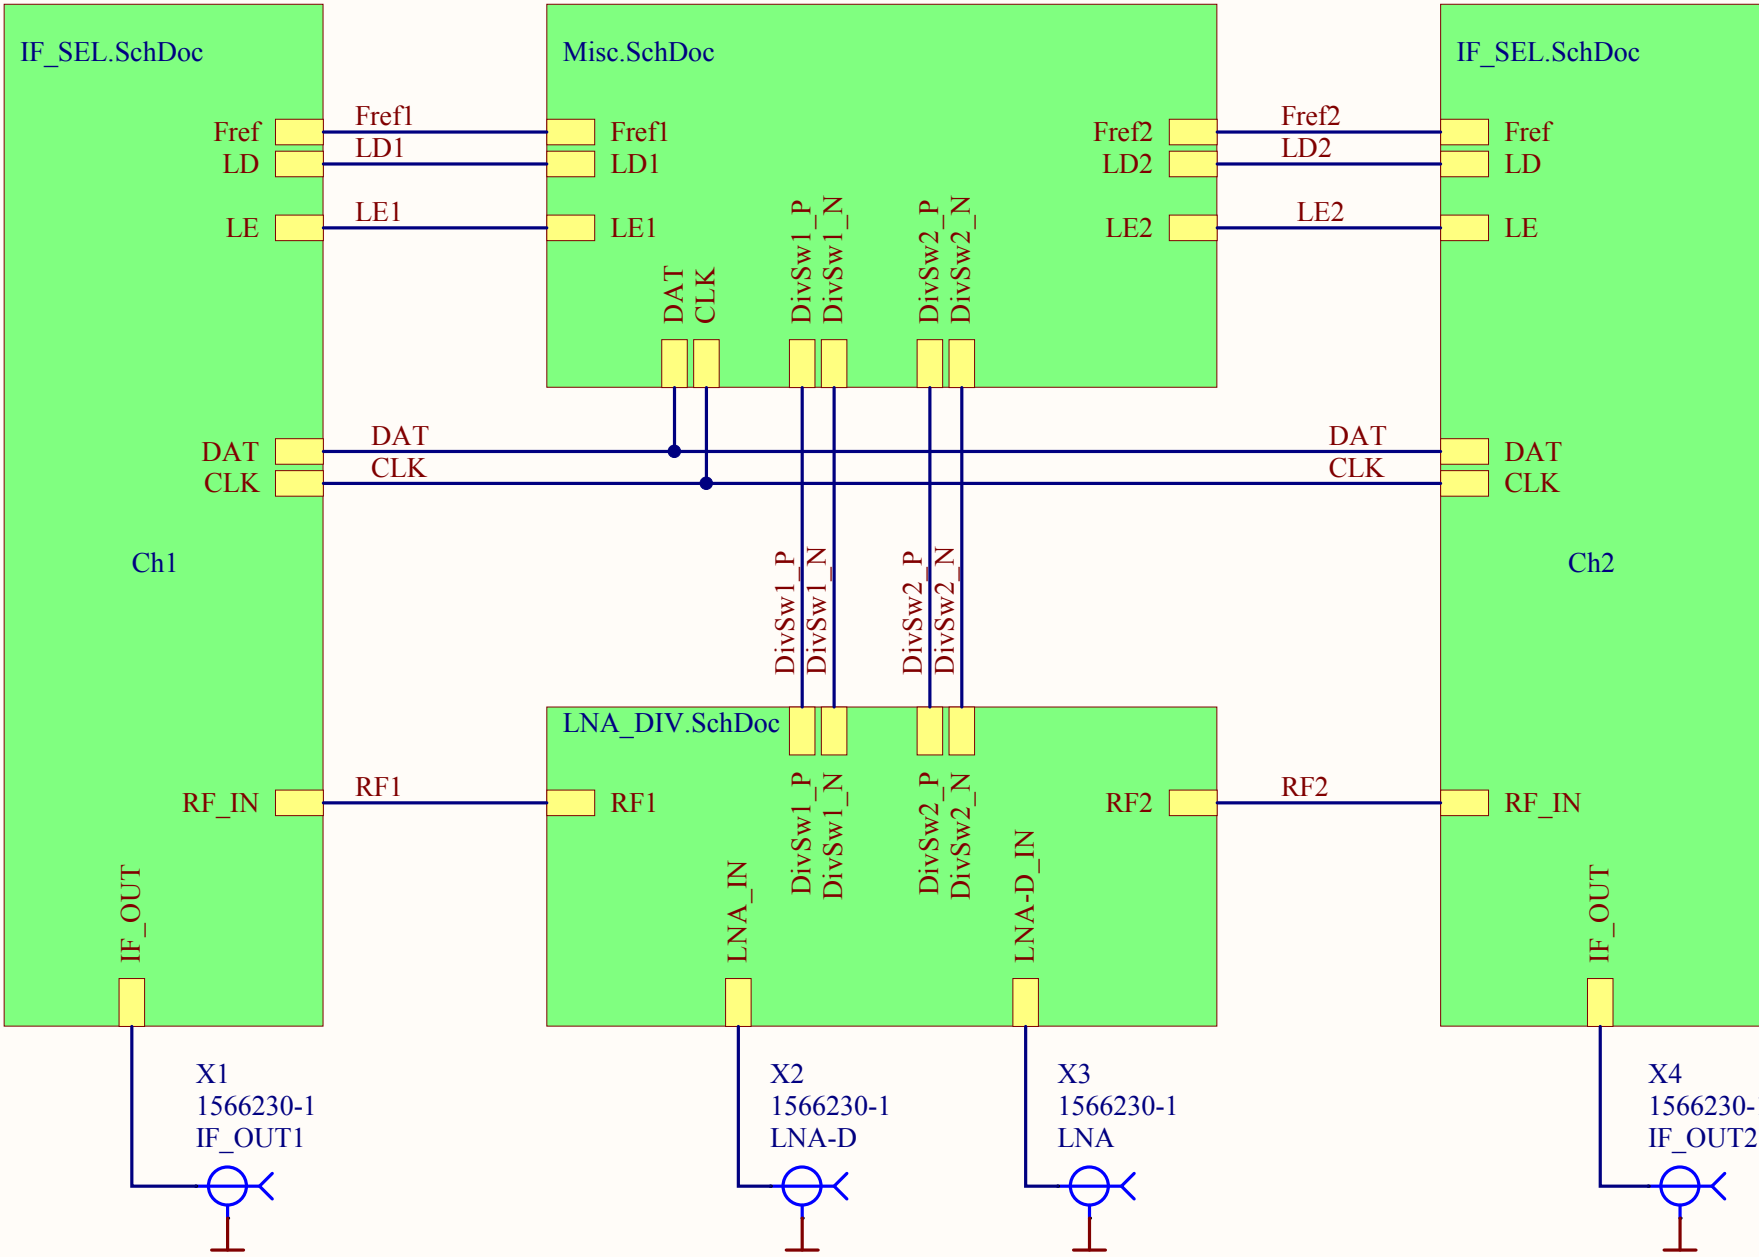 IF_SEL.SchDoc
Misc.SchDoc
IF_SEL.SchDoc
Fref
Fref1
Fref1
Fref2
Fref2
Fref
LD
LD1
LD1
LD2
LD2
LD
LE
LE1
LE1
LE2
LE2
LE
DAT
CLK
DivSw1_P
DivSw1_N
DivSw2_P
DivSw2_N
DAT
DAT
DAT
DAT
CLK
CLK
CLK
CLK
Ch1
Ch2
DivSw1_P
DivSw1_N
DivSw2_P
DivSw2_N
LNA_DIV.SchDoc
RF_IN
RF1
RF1
RF2
RF2
RF_IN
DivSw1_P
DivSw1_N
DivSw2_P
DivSw2_N
IF_OUT
LNA_IN
LNA-D_IN
IF_OUT
X1
1566230-1
IF_OUT1
X2
1566230-1
LNA-D
X3
1566230-1
LNA
X4
1566230-
IF_OUT2